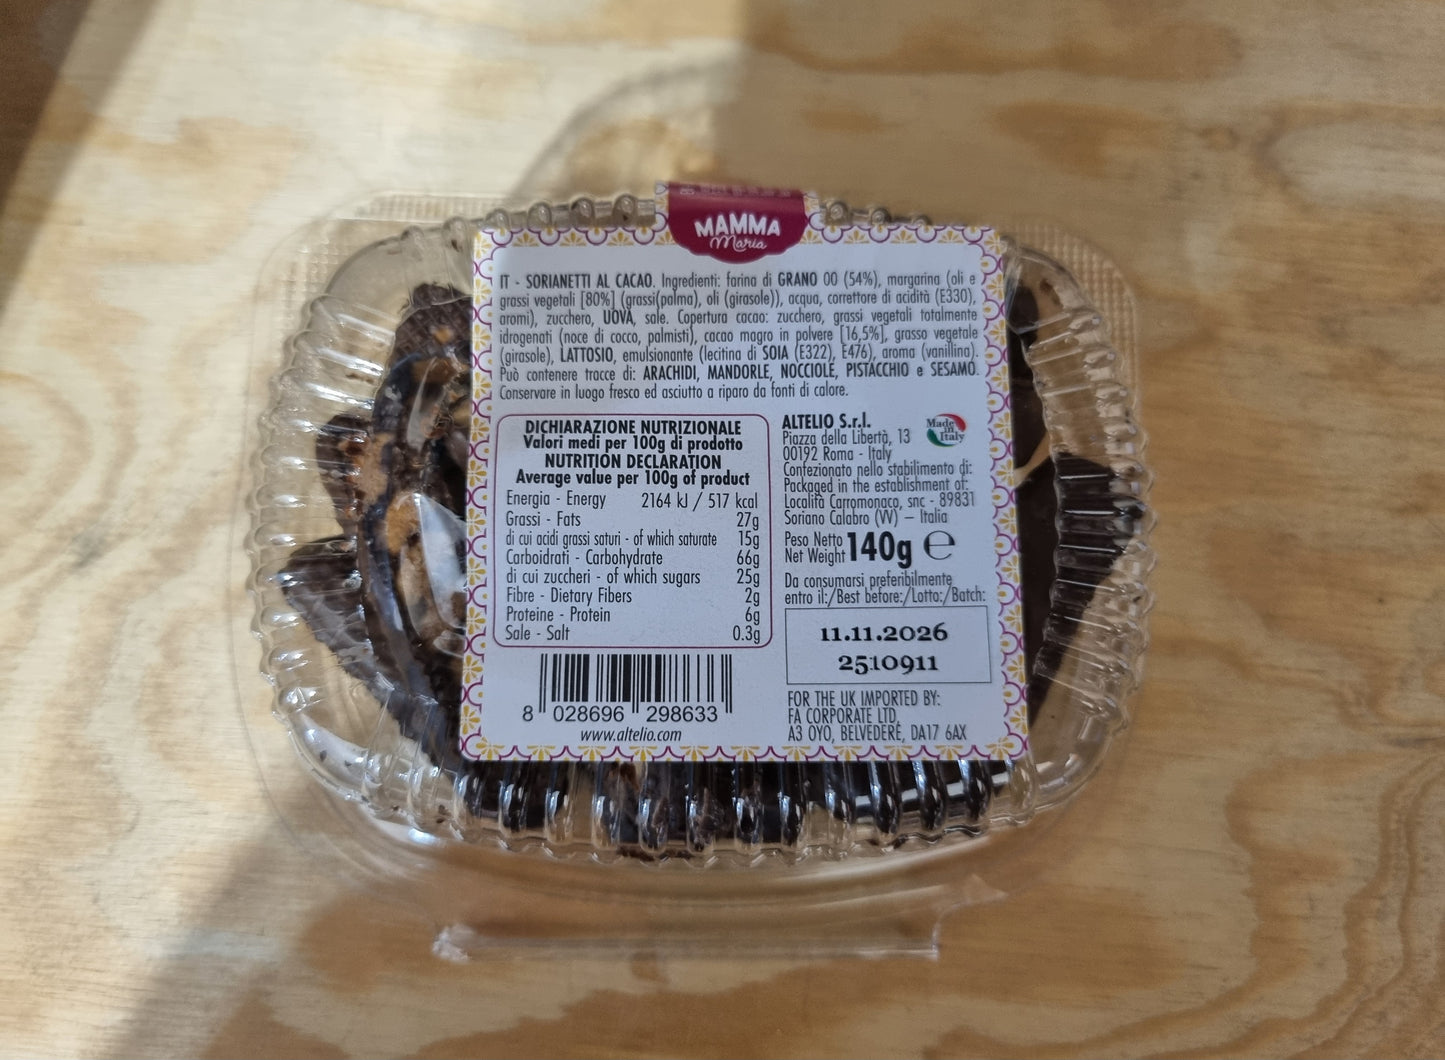 MAMMA
Maria
IT - SORIANETTI AL CACAO. Ingredienti: farina di GRANO 00 (54%), margarina (oli e
grassi vegetali [80%] (grassi(palma), oli (girasole)), acqua, correttore di acidità (E330),
aromi), zucchero, UOVA, sale. Copertura cacao: zucchero, grassi vegetali totalmente
idrogenati (noce di cocco, palmisti), cacao magro in polvere [16,5%], grasso vegetale
(girasole), LATTOSIO, emulsionante (lecitina di SOIA (E322), E476), aroma (vanillina).
Può contenere tracce di: ARACHIDI, MANDORLE, NOCCIOLE, PISTACCHIO e SESAMO.
Conservare in luogo fresco ed asciutto a riparo da fonti di calore.
DICHIARAZIONE NUTRIZIONALE
Valori medi per 100g di prodotto
NUTRITION DECLARATION
Average value per 100g of product
Energia - Energy 2164 kJ / 517 kcal
Grassi - Fats 27g
di cui acidi grassi saturi - of which saturate 15g
Carboidrati - Carbohydrate 66g
di cui zuccheri - of which sugars 25g
Fibre - Dietary Fibers 2g
Proteine - Protein 6g
Sale - Salt 0.3g
8 028696 298633
www.altelio.com
ALTELIO S.r.l.
Piazza della Libertà, 13
00192 Roma - Italy
Made
in
Italy
Confezionato nello stabilimento di:
Packaged in the establishment of:
Località Carromonaco, snc - 89831
Soriano Calabro (VV) – Italia
Peso Netto
Net Weight 140g e
Da consumarsi preferibilmente
entro il:/Best before:/Lotto:/Batch:
11.11.2026
2510911
FOR THE UK IMPORTED BY:
FA CORPORATE LTD,
A3 OYO, BELVEDERE, DA17 6AX